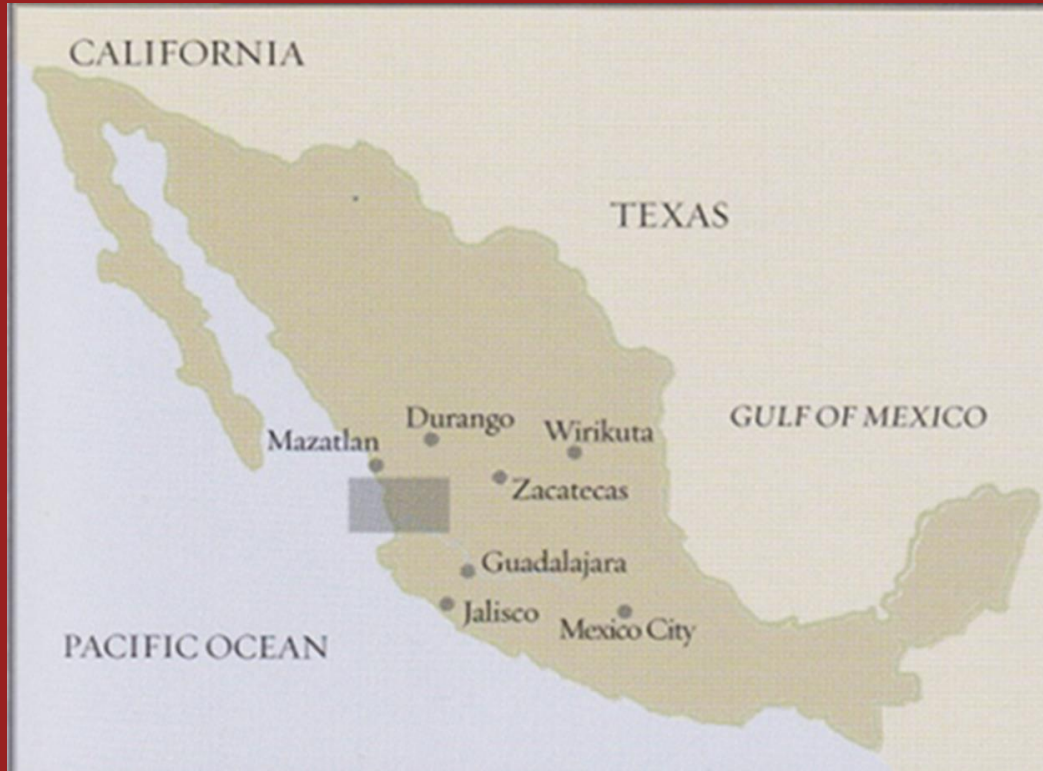 CALIFORNIA
TEXAS
GULF OF MEXICO
Durango
Wirikuta
Mazatlan
Zacatecas
Guadalajara
Jalisco
Mexico City
PACIFIC OCEAN